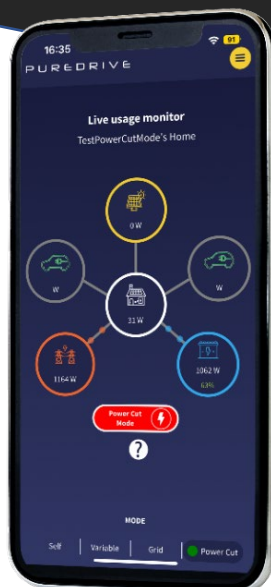 16:35
91
PUREDRIVE
Live usage monitor
TestPowerCutMode's Home
0 W
W
W
31 W
1164 W
1062 W
63%
Power Cut
Mode
?
MODE
Self
Variable
Grid
Power Cut